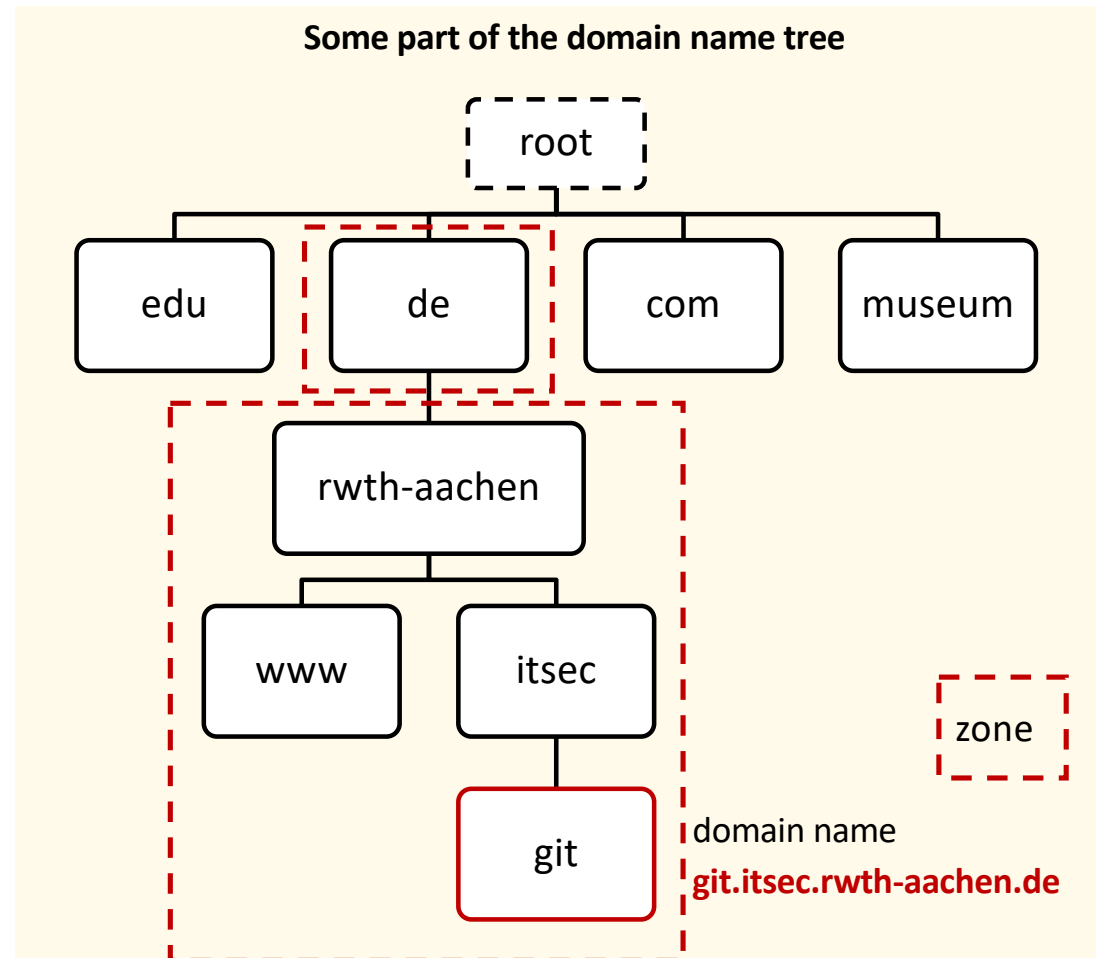 Some part of the domain name tree
root
edu
de
com
museum
rwth-aachen
www
itsec
zone
git
domain name
git.itsec.rwth-aachen.de